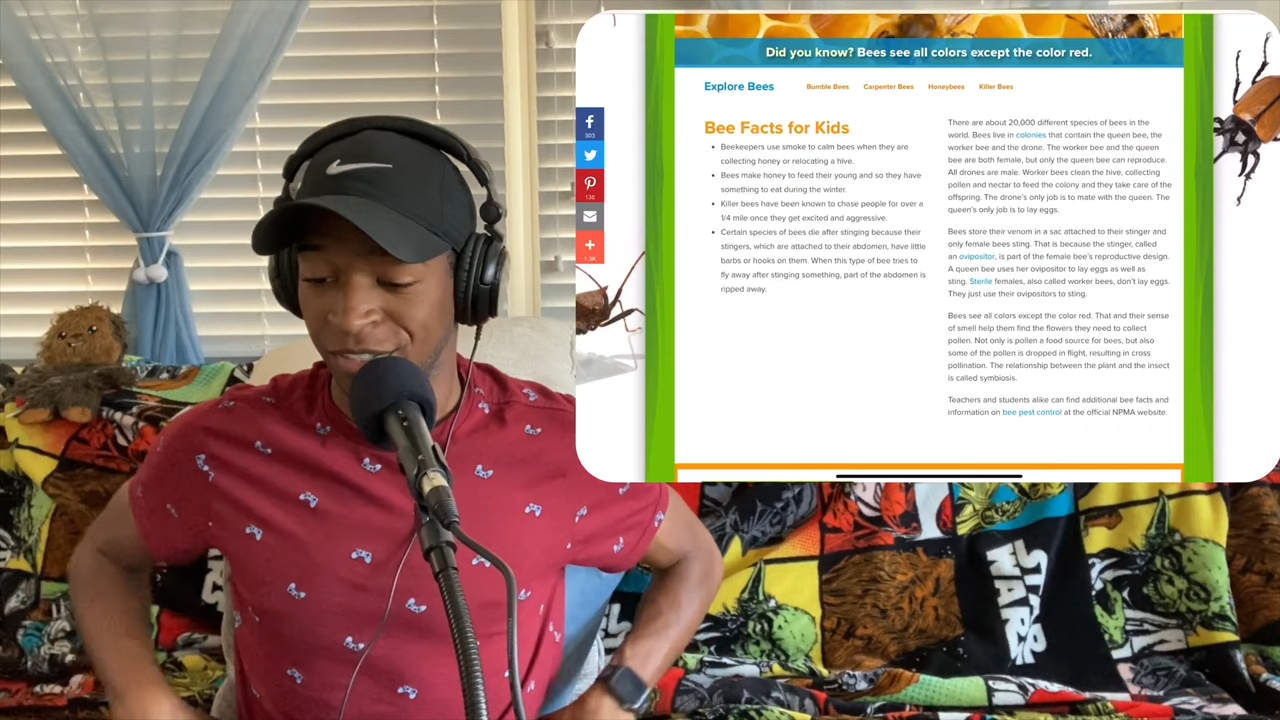 Did you know? Bees see all colors except the color red.
Explore Bees
Bumble Bees
Carpenter Bees
Honeybees
Killer Bees
303
136
1.3K
Bee Facts for Kids
Beekeepers use smoke to calm bees when they are
collecting honey or relocating a hive.
Bees make honey to feed their young and so they have
something to eat during the winter.
Killer bees have been known to chase people for over a
1/4 mile once they get excited and aggressive.
Certain species of bees die after stinging because their
stingers, which are attached to their abdomen, have little
barbs or hooks on them. When this type of bee tries to
fly away after stinging something, part of the abdomen is
ripped away.
There are about 20,000 different species of bees in the
world. Bees live in colonies that contain the queen bee, the
worker bee and the drone. The worker bee and the queen
bee are both female, but only the queen bee can reproduce.
All drones are male. Worker bees clean the hive, collecting
pollen and nectar to feed the colony and they take care of the
offspring. The drone's only job is to mate with the queen. The
queen's only job is to lay eggs.
Bees store their venom in a sac attached to their stinger and
only female bees sting. That is because the stinger, called
an ovipositor, is part of the female bee's reproductive design.
A queen bee uses her ovipositor to lay eggs as well as
sting. Sterile females, also called worker bees, don't lay eggs.
They just use their ovipositors to sting.
Bees see all colors except the color red. That and their sense
of smell help them find the flowers they need to collect
pollen. Not only is pollen a food source for bees, but also
some of the pollen is dropped in flight, resulting in cross
pollination. The relationship between the plant and the insect
is called symbiosis.
Teachers and students alike can find additional bee facts and
information on bee pest control at the official NPMA website.
STAR
WARS